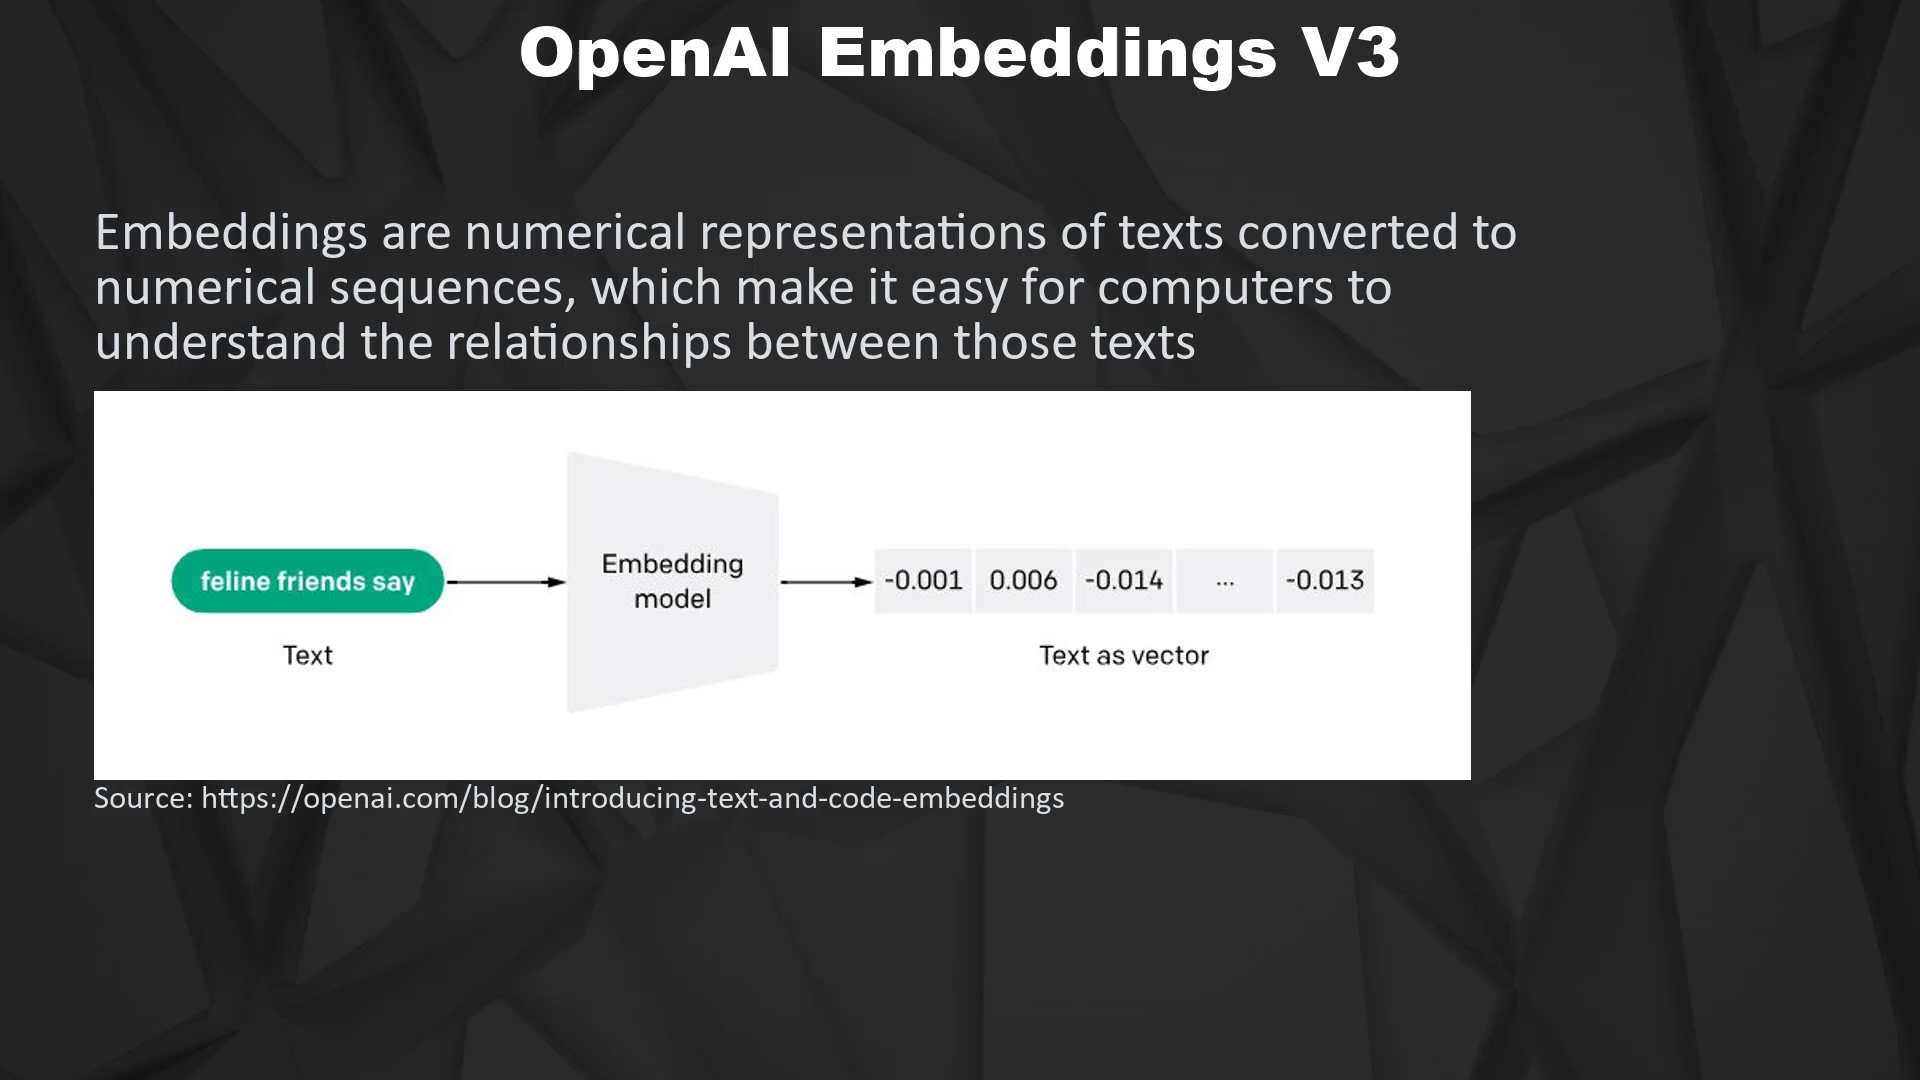 OpenAI Embeddings V3
Embeddings are numerical representations of texts converted to
numerical sequences, which make it easy for computers to
understand the relationships between those texts
feline friends say
Text
Embedding
model
-0.001 0.006 -0.014 ... -0.013
Text as vector
Source: https://openai.com/blog/introducing-text-and-code-embeddings